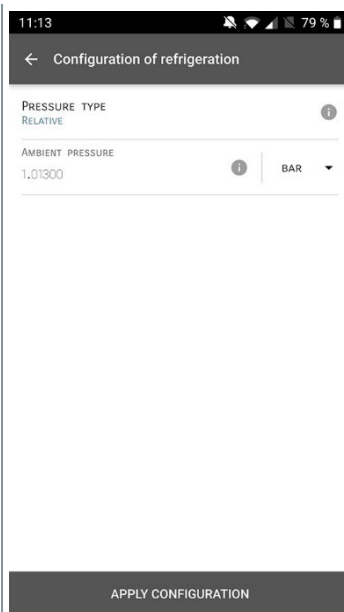 11:13
79 %
Configuration of refrigeration
PRESSURE TYPE
RELATIVE
AMBIENT PRESSURE
1.01300
BAR
APPLY CONFIGURATION